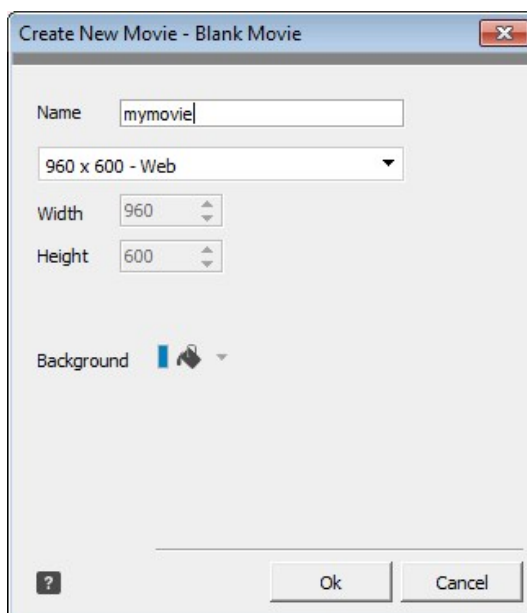 Create New Movie - Blank Movie
Name mymovie
960 x 600 - Web
Width 960
Height 600
Background
?
Ok Cancel